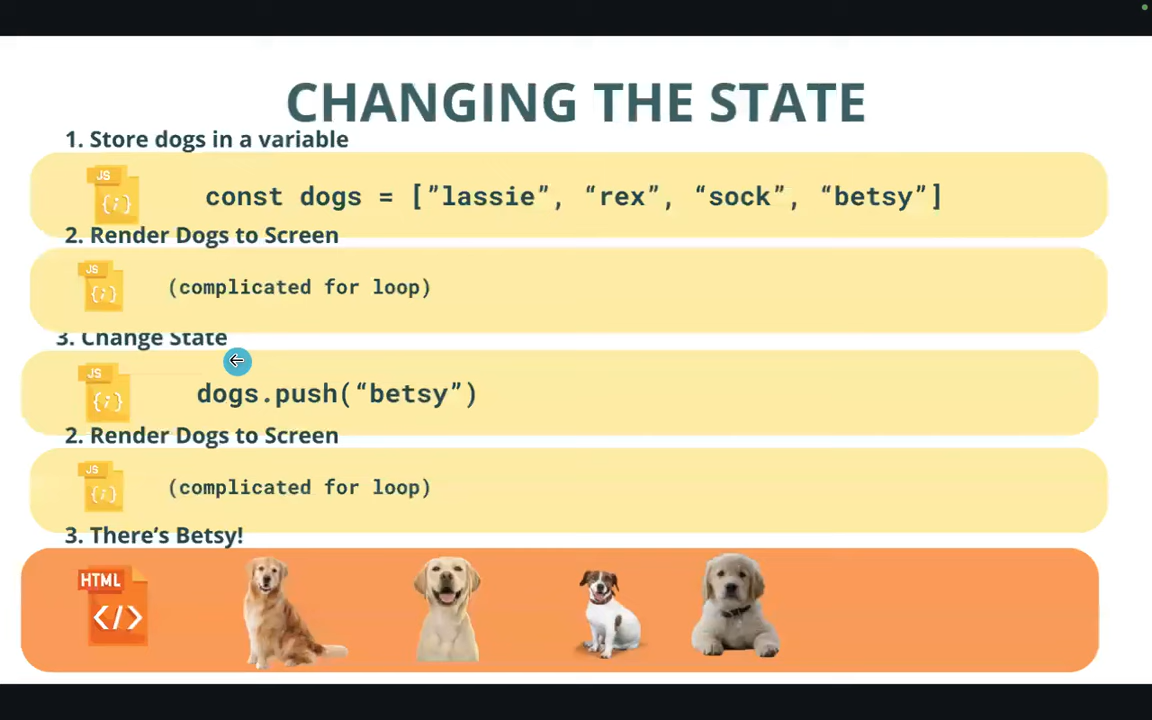 CHANGING THE STATE
1. Store dogs in a variable
JS
{;}
const dogs = [”lassie”, “rex”, “sock”, “betsy”]
2. Render Dogs to Screen
JS
{;}
(complicated for loop)
3. Change State
JS
{;}
dogs.push(“betsy”)
2. Render Dogs to Screen
JS
{;}
(complicated for loop)
3. There’s Betsy!
HTML
</>